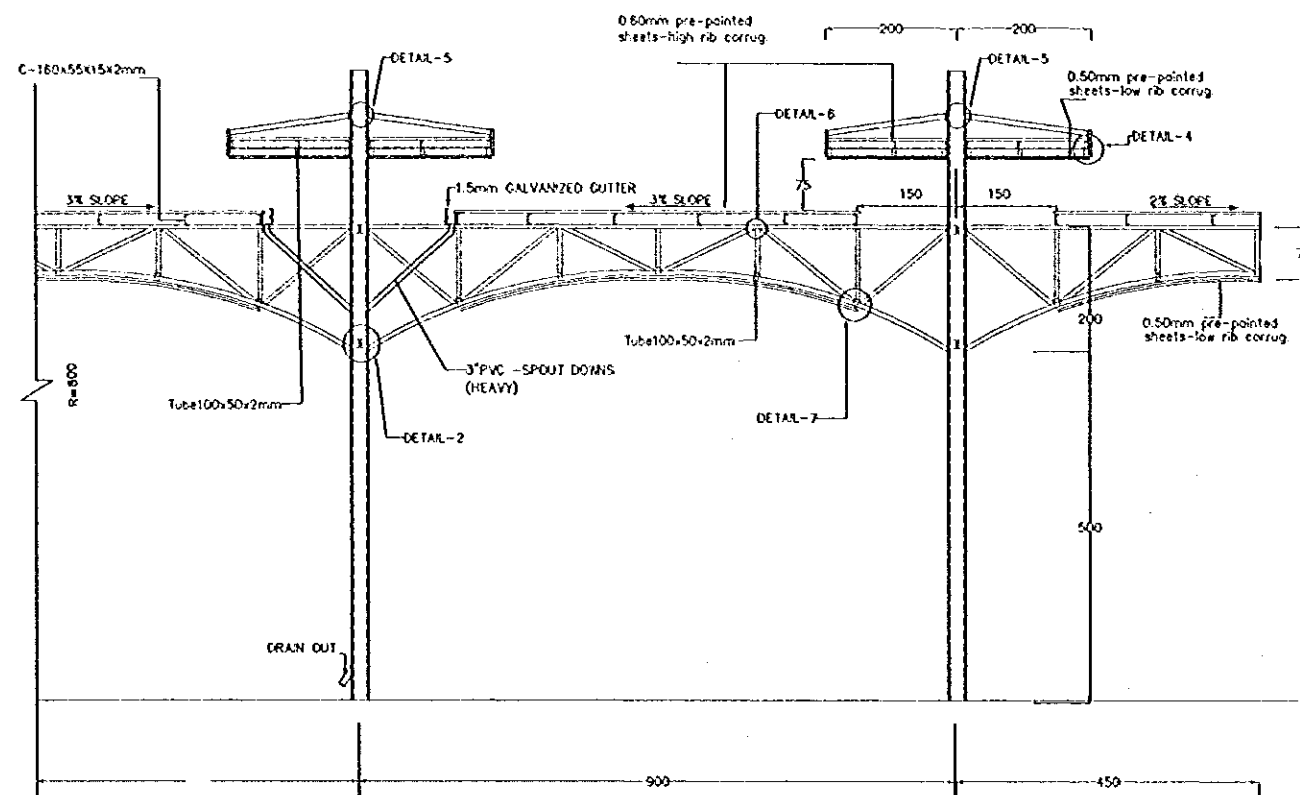 0.60mm pre-painted
sheets-high rib corrug.
200
200
C-160x55x15x2mm
DETAIL-5
DETAIL-5
0.50mm pre-painted
sheets-low rib corrug.
DETAIL-6
DETAIL-4
75
3% SLOPE
1.5mm GALVANIZED GUTTER
3% SLOPE
150
150
2% SLOPE
7
200
0.50mm pre-painted
sheets-low rib corrug.
Tube100x50x2mm
3"PVC -SPOUT DOWNS
(HEAVY)
R=800
Tube100x50x2mm
DETAIL-7
DETAIL-2
500
DRAIN OUT
900
450